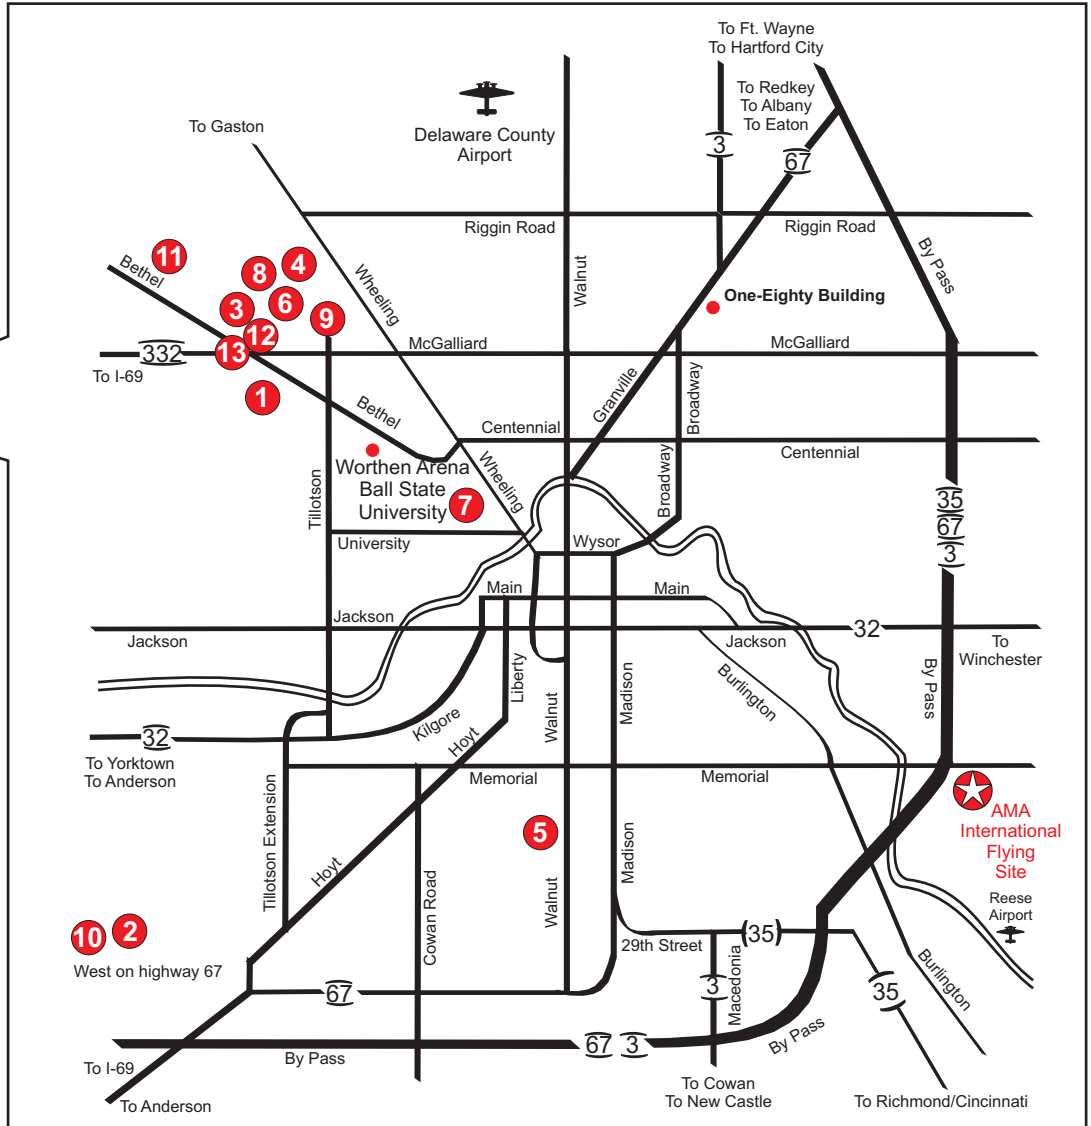 To Ft. Wayne
To Hartford City
To Redkey
To Albany
To Eaton
3
67
To Gaston
Delaware County
Airport
Riggin Road
Riggin Road
By Pass
Bethel
11
8
4
3
6
9
12
13
Wheeling
Walnut
One-Eighty Building
332
To I-69
McGalliard
McGalliard
1
Bethel
Granville
Broadway
Centennial
Centennial
Worthen Arena
Ball State
University
7
Wheeling
Broadway
Tillotson
35
67
3
University
Wysor
Main
Main
Jackson
Jackson
Jackson
32
To
Winchester
Liberty
Walnut
Madison
Burlington
By Pass
Kilgore
Hoyt
32
To Yorktown
To Anderson
Memorial
Memorial
AMA
International
Flying
Site
Tillotson Extension
5
Hoyt
Cowan Road
Walnut
Madison
Reese
Airport
10
2
West on highway 67
29th Street
35
Macedonia
3
Burlington
35
67
67
3
By Pass
By Pass
To I-69
To Anderson
To Cowan
To New Castle
To Richmond/Cincinnati